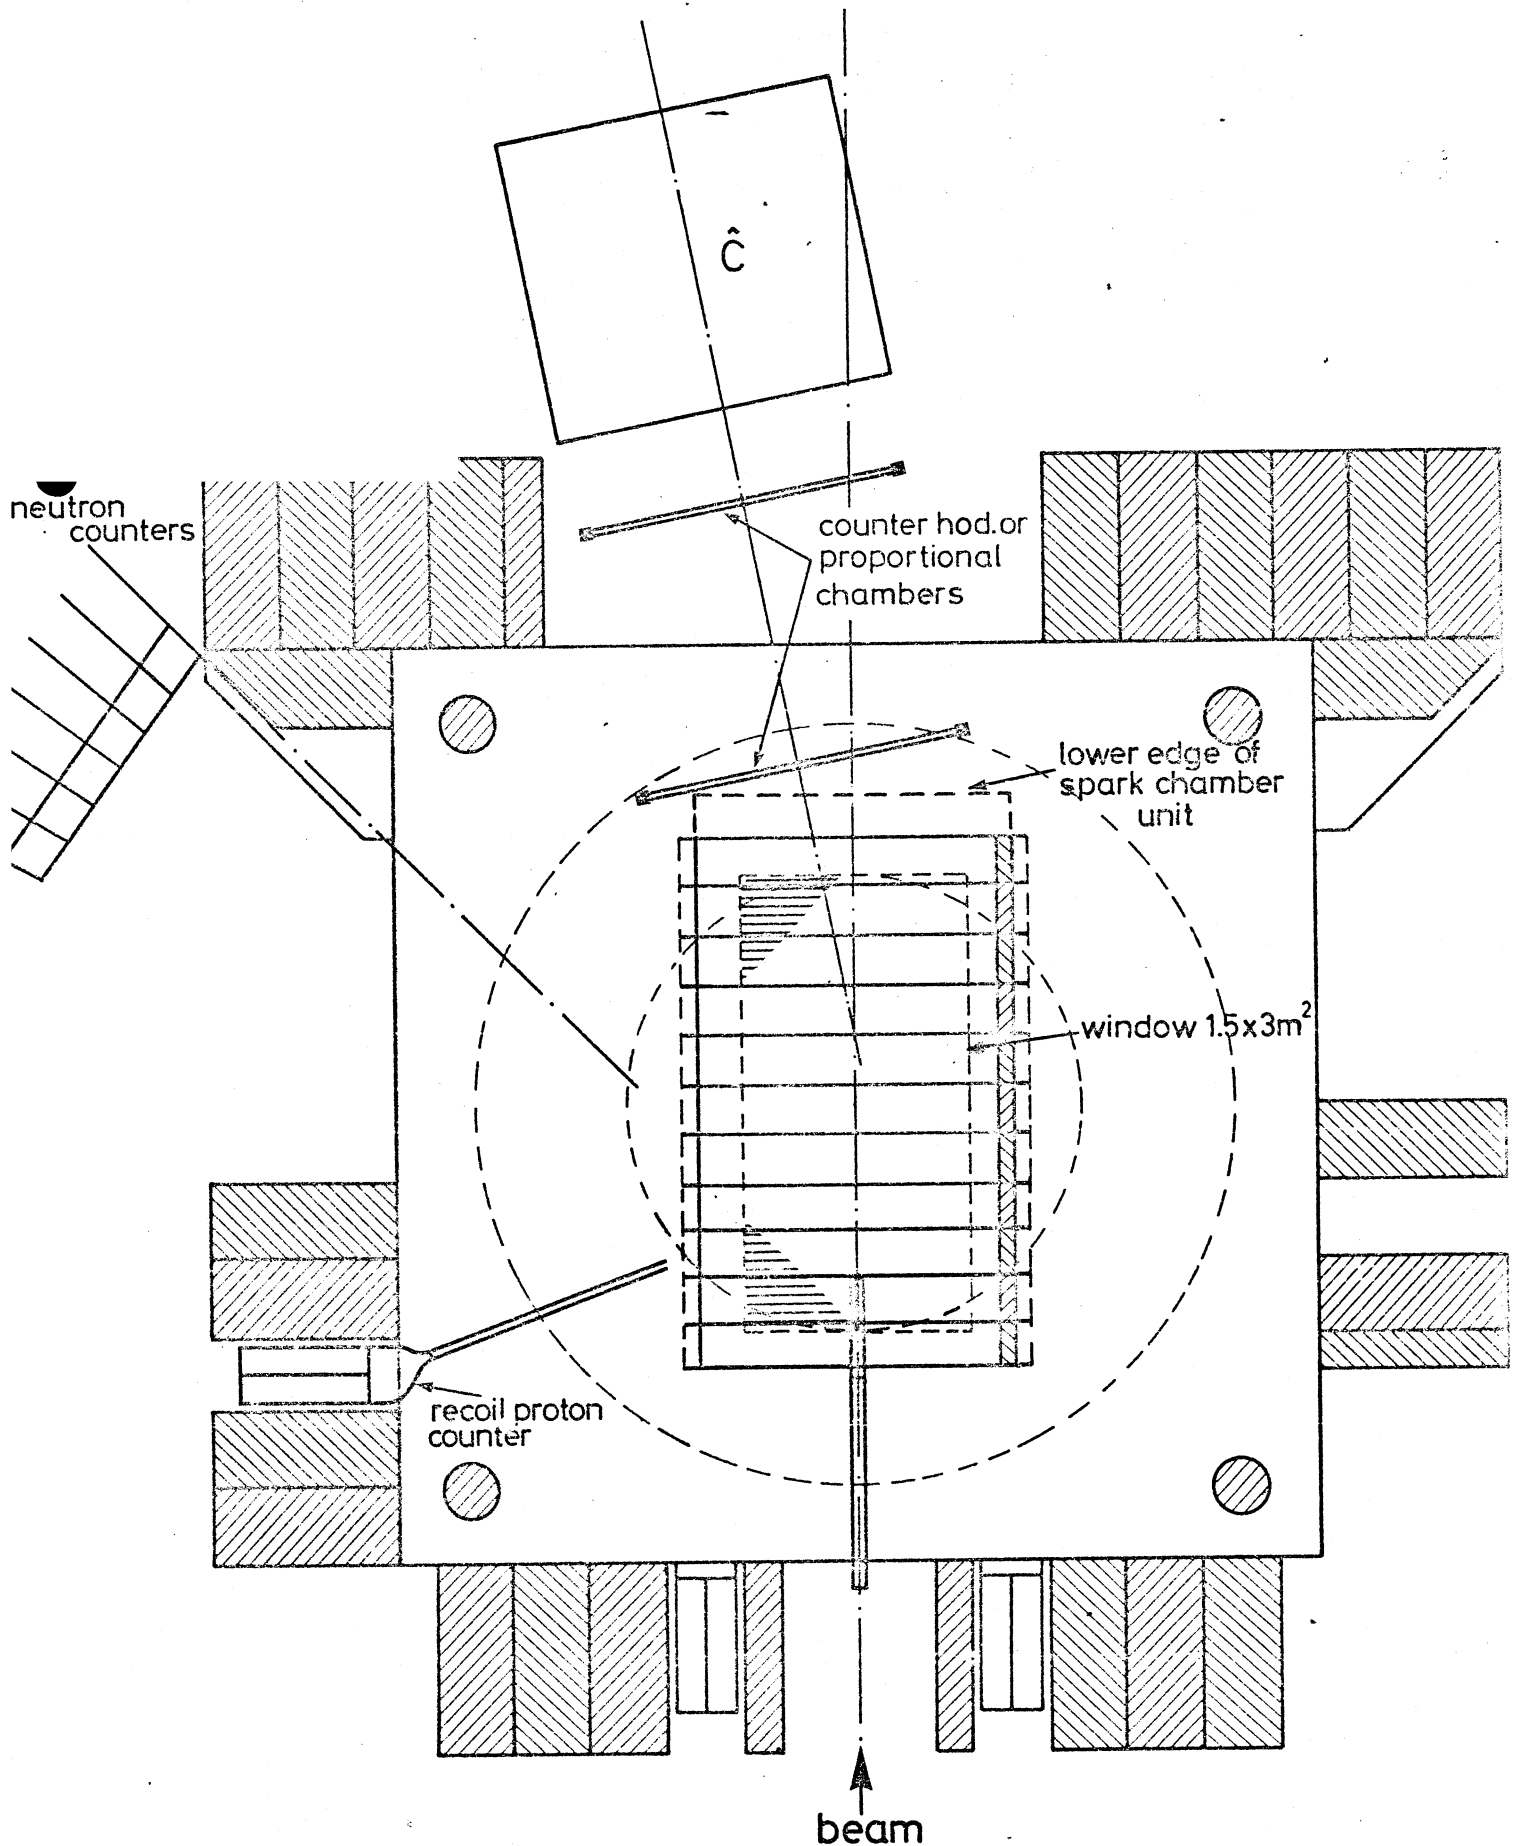 Ĉ
neutron
counters
counter hod.or
proportional
chambers
lower edge of
spark chamber
unit
window 1.5x3m²
recoil proton
counter
beam